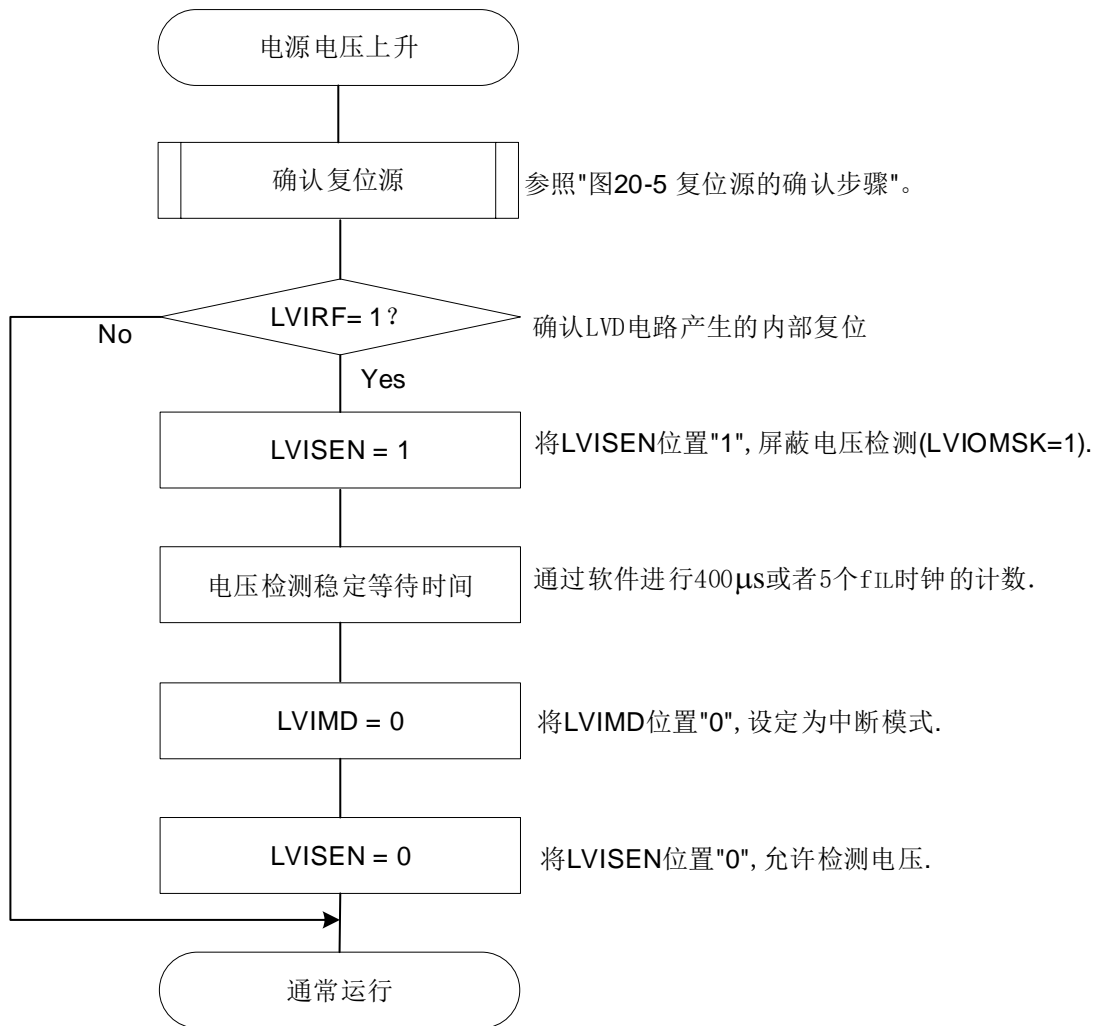 电源电压上升
确认复位源
参照"图20-5 复位源的确认步骤"。
LVIRF= 1？
No
确认LVD电路产生的内部复位
Yes
LVISEN = 1
将LVISEN位置"1", 屏蔽电压检测(LVIOMSK=1).
电压检测稳定等待时间
通过软件进行400μs或者5个fIL时钟的计数.
LVIMD = 0
将LVIMD位置"0", 设定为中断模式.
LVISEN = 0
将LVISEN位置"0", 允许检测电压.
通常运行